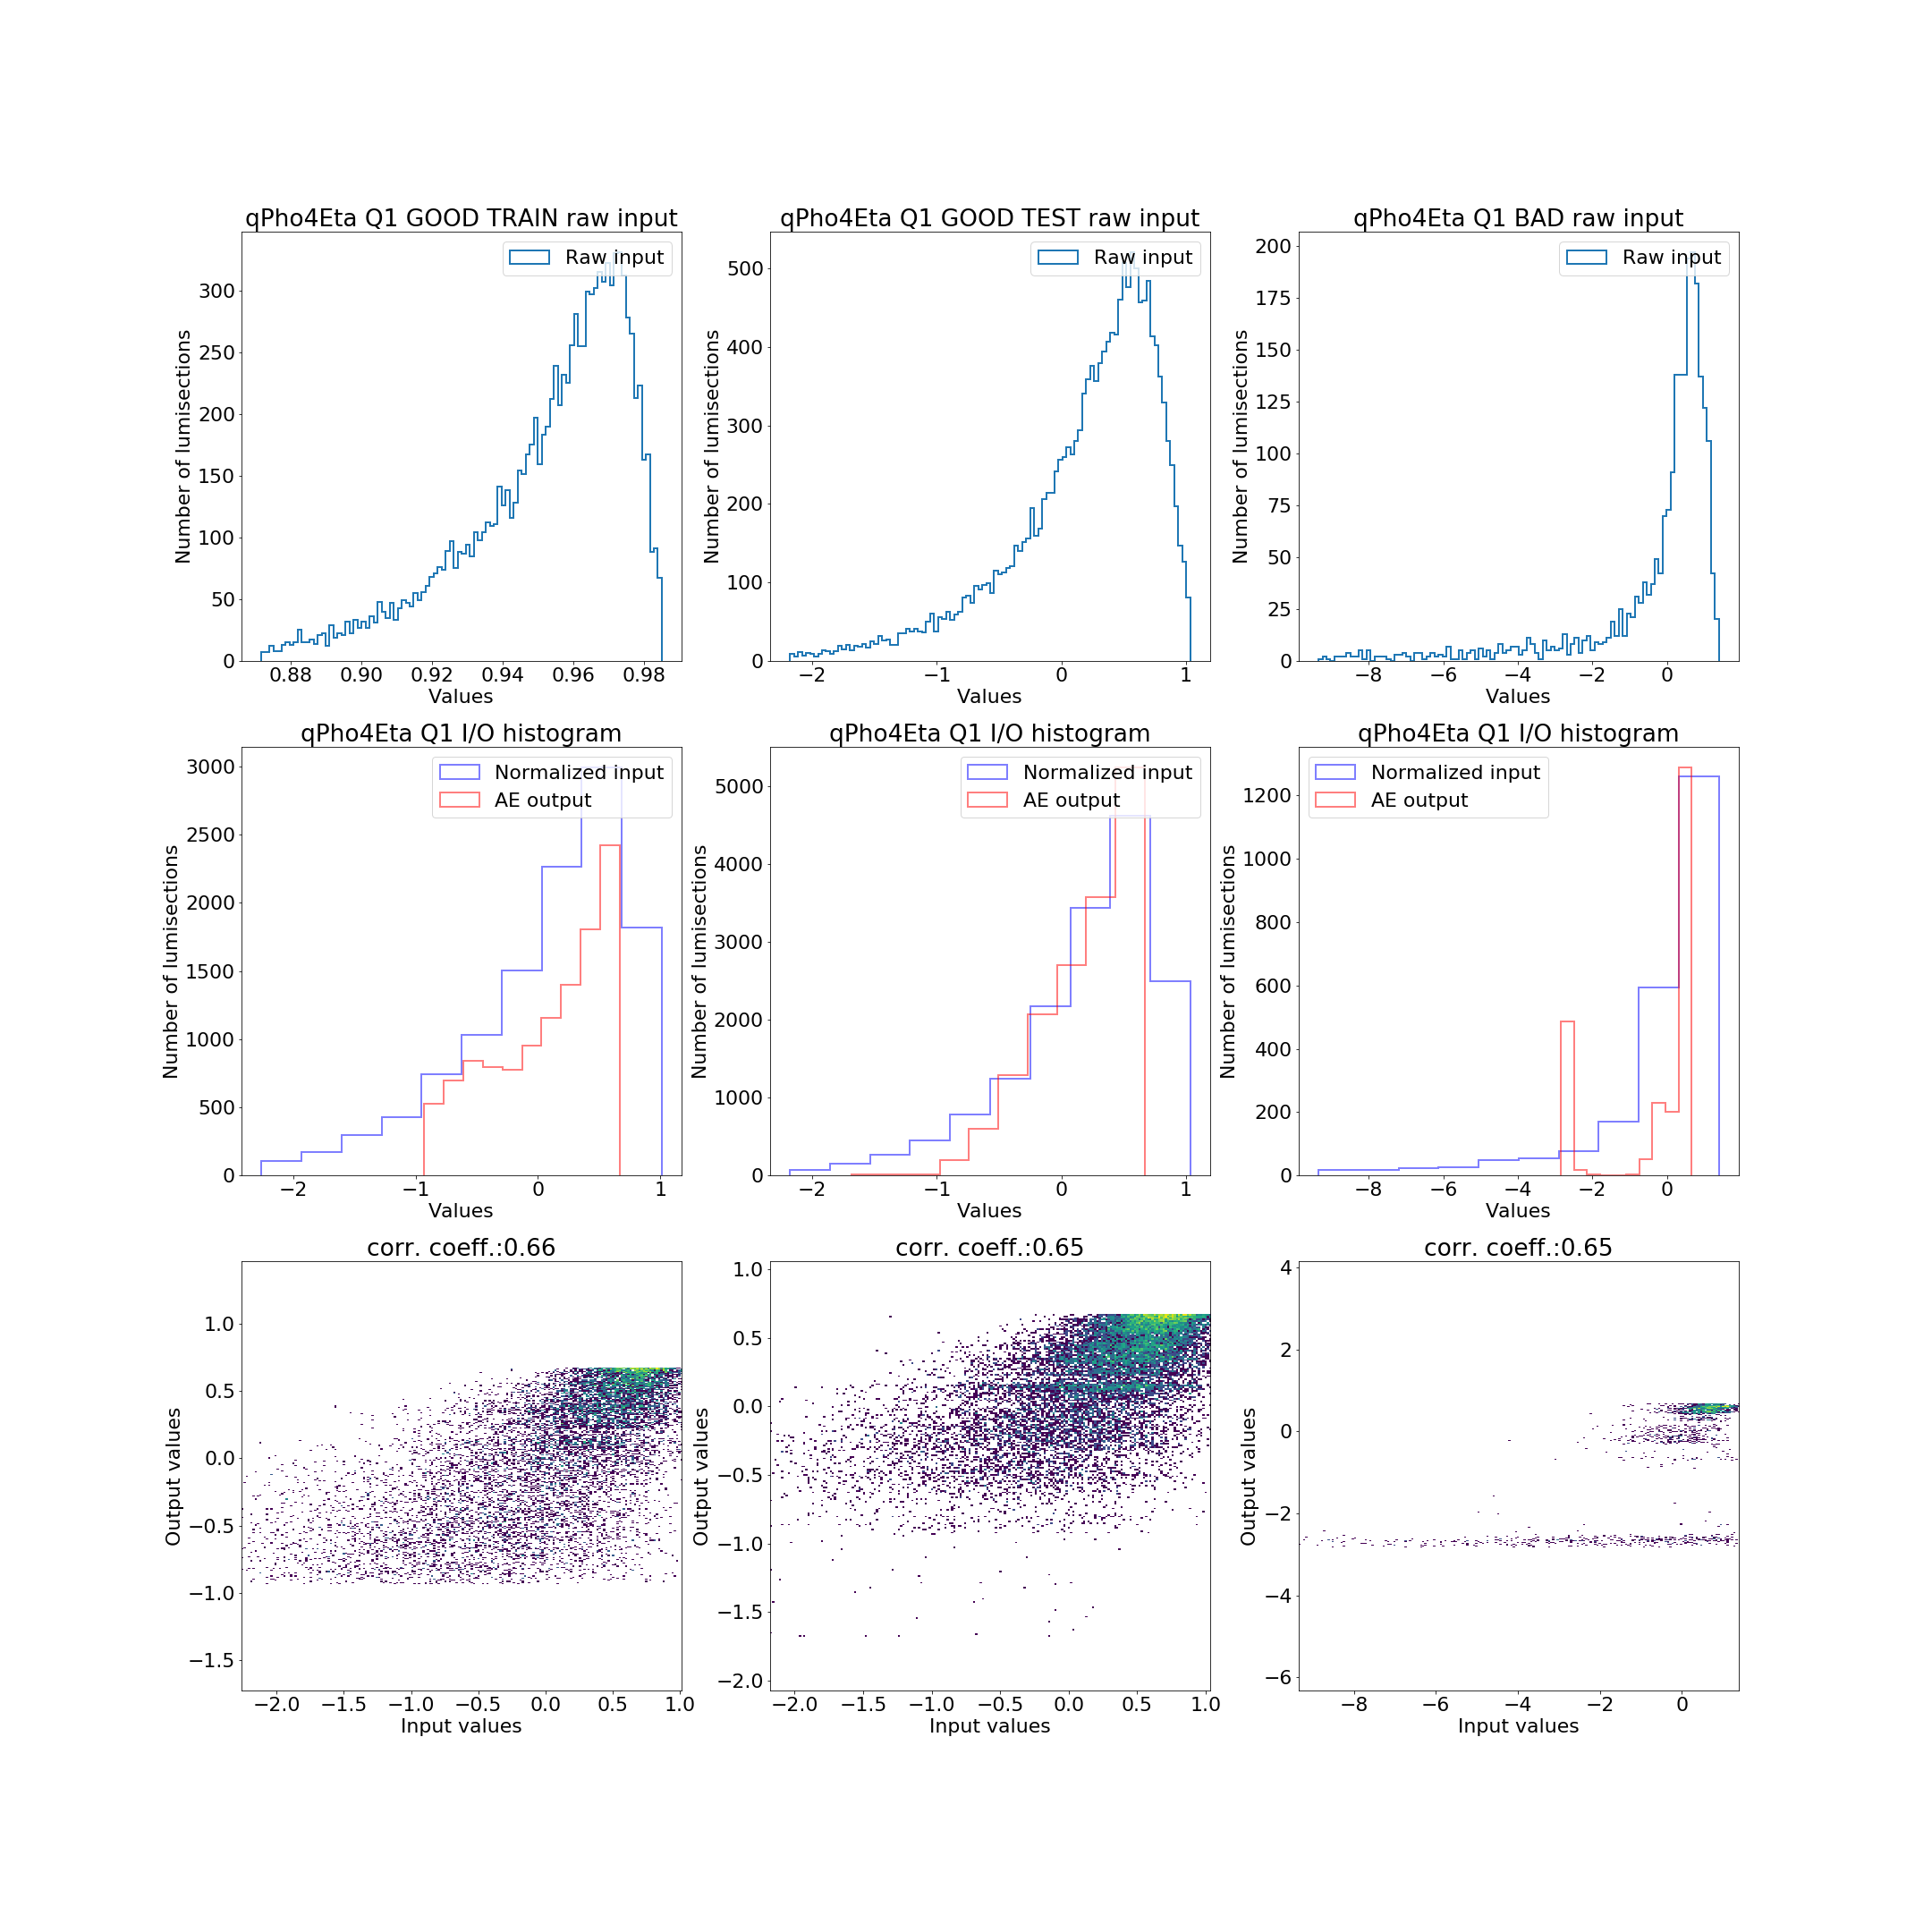 qPho4Eta Q1 GOOD TRAIN raw input
qPho4Eta Q1 GOOD TEST raw input
qPho4Eta Q1 BAD raw input
Raw input
Raw input
Raw input
Number of lumisections
300
250
200
150
100
50
0
0.88 0.90 0.92 0.94 0.96 0.98
Values
Number of lumisections
500
400
300
200
100
0
−2 −1 0 1
Values
Number of lumisections
200
175
150
125
100
75
50
25
0
−8 −6 −4 −2 0
Values
qPho4Eta Q1 I/O histogram
Normalized input
AE output
Number of lumisections
3000
2500
2000
1500
1000
500
0
−2 −1 0 1
Values
qPho4Eta Q1 I/O histogram
Normalized input
AE output
Number of lumisections
5000
4000
3000
2000
1000
0
−2 −1 0 1
Values
qPho4Eta Q1 I/O histogram
Normalized input
AE output
Number of lumisections
1200
1000
800
600
400
200
0
−8 −6 −4 −2 0
Values
corr. coeff.:0.66
Output values
1.0
0.5
0.0
−0.5
−1.0
−1.5
−2.0 −1.5 −1.0 −0.5 0.0 0.5 1.0
Input values
corr. coeff.:0.65
Output values
1.0
0.5
0.0
−0.5
−1.0
−1.5
−2.0
−2.0 −1.5 −1.0 −0.5 0.0 0.5 1.0
Input values
corr. coeff.:0.65
Output values
4
2
0
−2
−4
−6
−8 −6 −4 −2 0
Input values